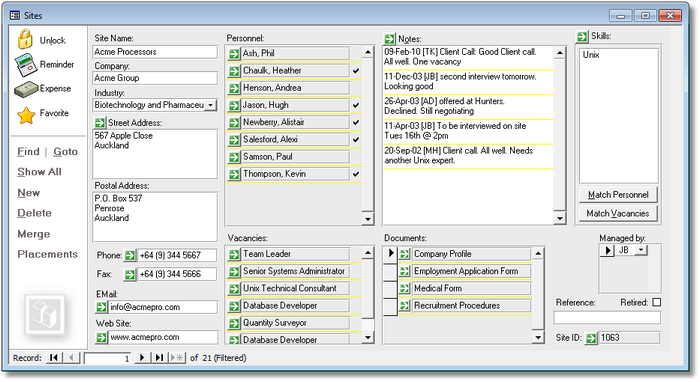 Sites
Unlock
Reminder
Expense
Favorite
Find | Goto
Show All
New
Delete
Merge
Placements
Site Name:
Acme Processors
Company:
Acme Group
Industry:
Biotechnology and Pharmaceu
Street Address:
567 Apple Close
Auckland
Postal Address:
P.O. Box 537
Penrose
Auckland
Phone: +64 (9) 344 5667
Fax: +64 (9) 344 5666
EMail:
info@acmepro.com
Web Site:
www.acmepro.com
Personnel:
Ash, Phil
Chaulk, Heather
Henson, Andrea
Jason, Hugh
Newberry, Alistair
Salesford, Alexi
Samson, Paul
Thompson, Kevin
Vacancies:
Team Leader
Senior Systems Administrator
Unix Technical Consultant
Database Developer
Quantity Surveyor
Database Developer
Notes:
09-Feb-10 [TK] Client Call: Good Client call.
All well. One vacancy
11-Dec-03 [JB] second interview tomorrow.
Looking good
26-Apr-03 [AD] offered at Hunters.
Declined. Still negotiating
11-Apr-03 [JB] To be interviewed on site
Tues 16th @ 2pm
20-Sep-02 [MH] Client call. All well. Needs
another Unix expert.
Documents:
Company Profile
Employment Application Form
Medical Form
Recruitment Procedures
Skills:
Unix
Match Personnel
Match Vacancies
Managed by:
JB
Reference: Retired:
Site ID: 1063
Record: 1 of 21 (Filtered)